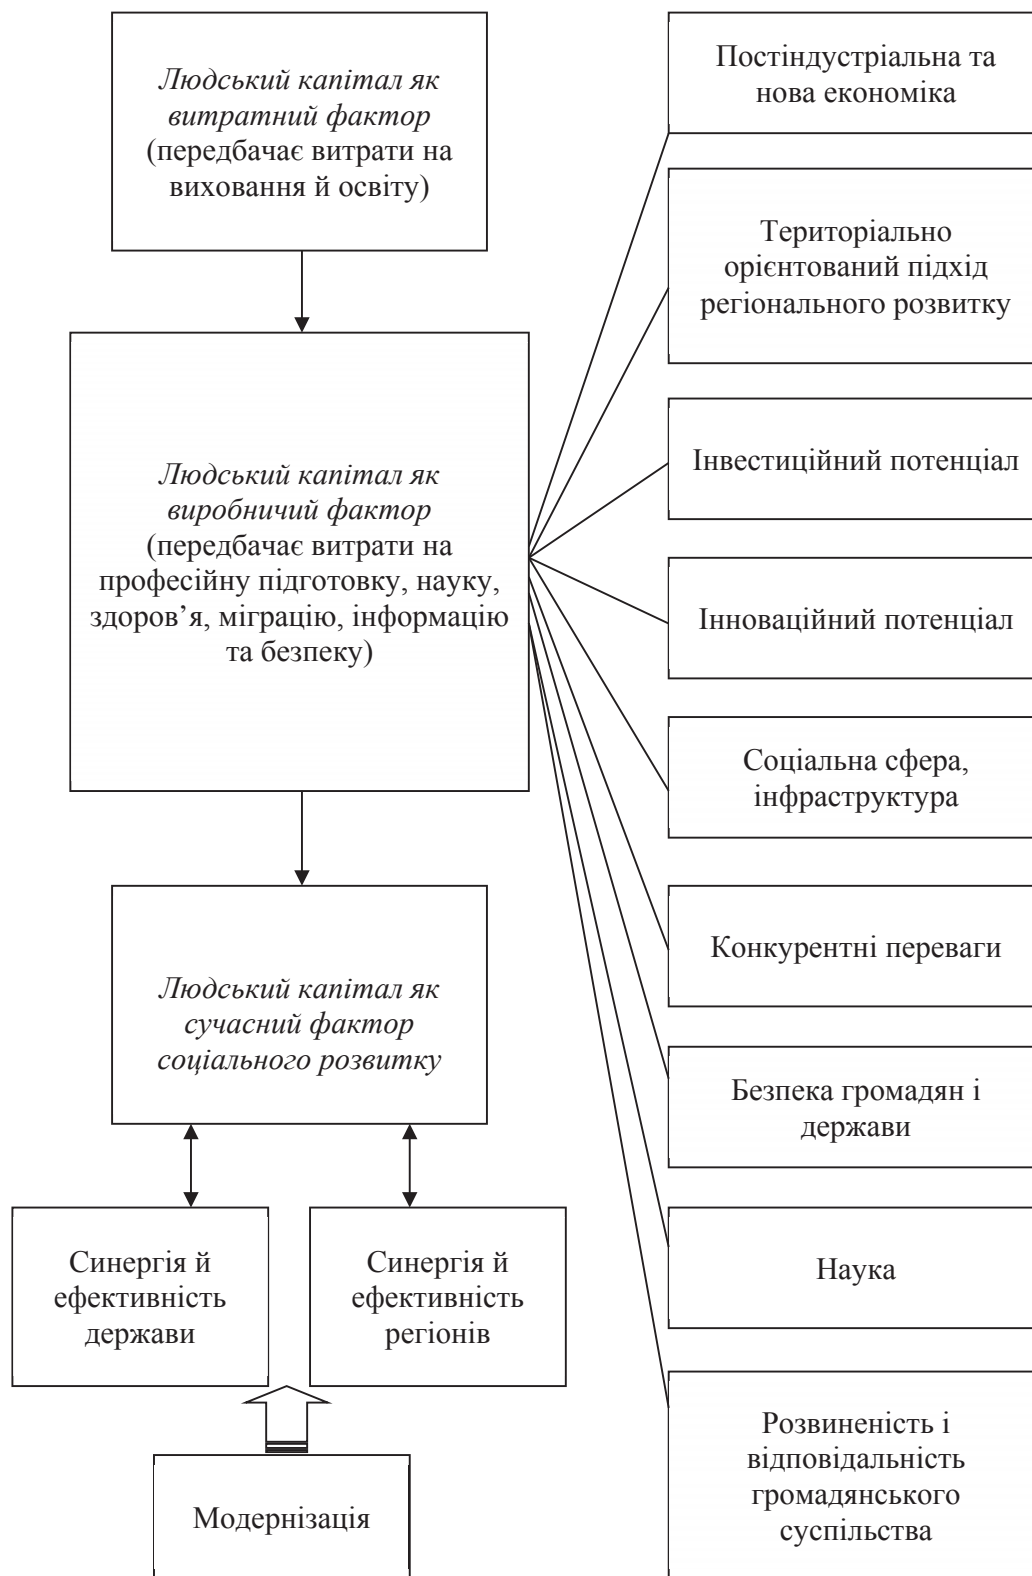 Людський капітал як
витратний фактор
(передбачає витрати на
виховання й освіту)
Людський капітал як
виробничий фактор
(передбачає витрати на
професійну підготовку, науку,
здоров’я, міграцію, інформацію
та безпеку)
Людський капітал як
сучасний фактор
соціального розвитку
Синергія й
ефективність
держави
Синергія й
ефективність
регіонів
Модернізація
Постіндустріальна та
нова економіка
Територіально
орієнтований підхід
регіонального розвитку
Інвестиційний потенціал
Інноваційний потенціал
Соціальна сфера,
інфраструктура
Конкурентні переваги
Безпека громадян і
держави
Наука
Розвиненість і
відповідальність
громадянського
суспільства